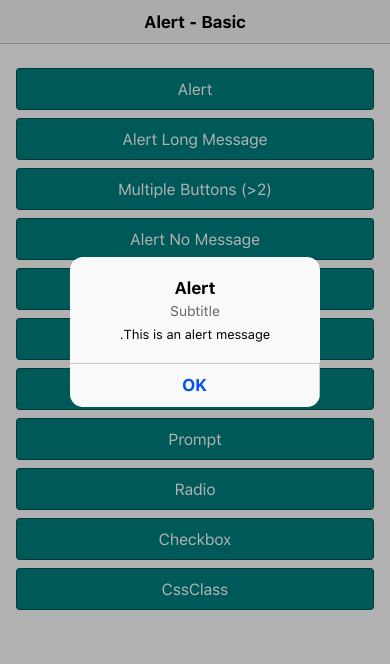 Alert - Basic
Alert
Alert Long Message
Multiple Buttons (>2)
Alert No Message
Alert
Subtitle
.This is an alert message
OK
Prompt
Radio
Checkbox
CssClass